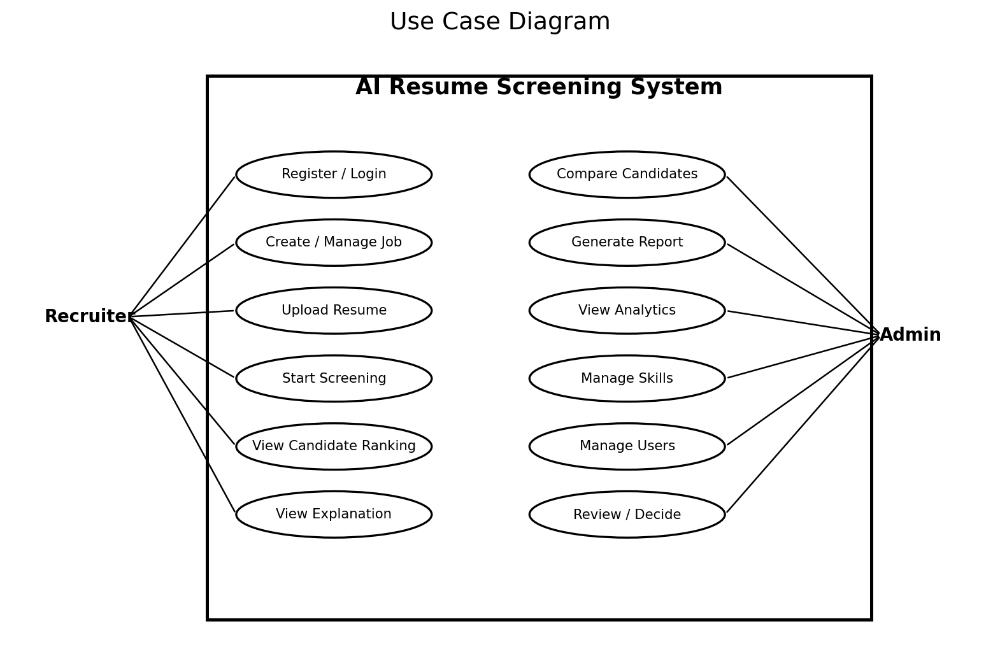 Use Case Diagram
AI Resume Screening System
Register / Login
Create / Manage Job
Upload Resume
Start Screening
View Candidate Ranking
View Explanation
Compare Candidates
Generate Report
View Analytics
Manage Skills
Manage Users
Review / Decide
Recruiter
Admin